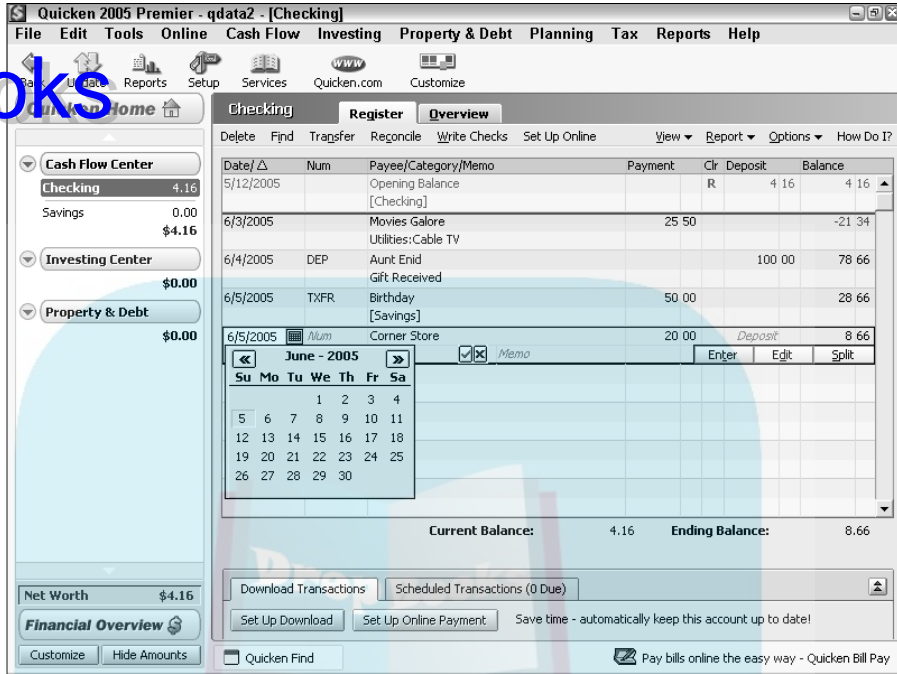 Quicken 2005 Premier - qdata2 - [Checking]
File Edit Tools Online Cash Flow Investing Property & Debt Planning Tax Reports Help
Back Update Reports Setup Services Quicken.com Customize
oks
Quicken Home
Checking Register Overview
Delete Find Transfer Reconcile Write Checks Set Up Online View Report Options How Do I?
Cash Flow Center
Checking 4.16
Savings 0.00
$4.16
Investing Center
$0.00
Property & Debt
$0.00
Date/ Num Payee/Category/Memo Payment Clr Deposit Balance
5/12/2005 Opening Balance R 4 16 4 16
[Checking]
6/3/2005 Movies Galore 25 50 -21 34
Utilities:Cable TV
6/4/2005 DEP Aunt Enid 100 00 78 66
Gift Received
6/5/2005 TXFR Birthday 50 00 28 66
[Savings]
6/5/2005 Num Corner Store 20 00 Deposit 8 66
Memo Enter Edit Split
June - 2005
Su Mo Tu We Th Fr Sa
1 2 3 4
5 6 7 8 9 10 11
12 13 14 15 16 17 18
19 20 21 22 23 24 25
26 27 28 29 30
Current Balance: 4.16 Ending Balance: 8.66
Drop Books
Download Transactions Scheduled Transactions (0 Due)
Set Up Download Set Up Online Payment Save time - automatically keep this account up to date!
Net Worth $4.16
Financial Overview
Customize Hide Amounts
Quicken Find Pay bills online the easy way - Quicken Bill Pay